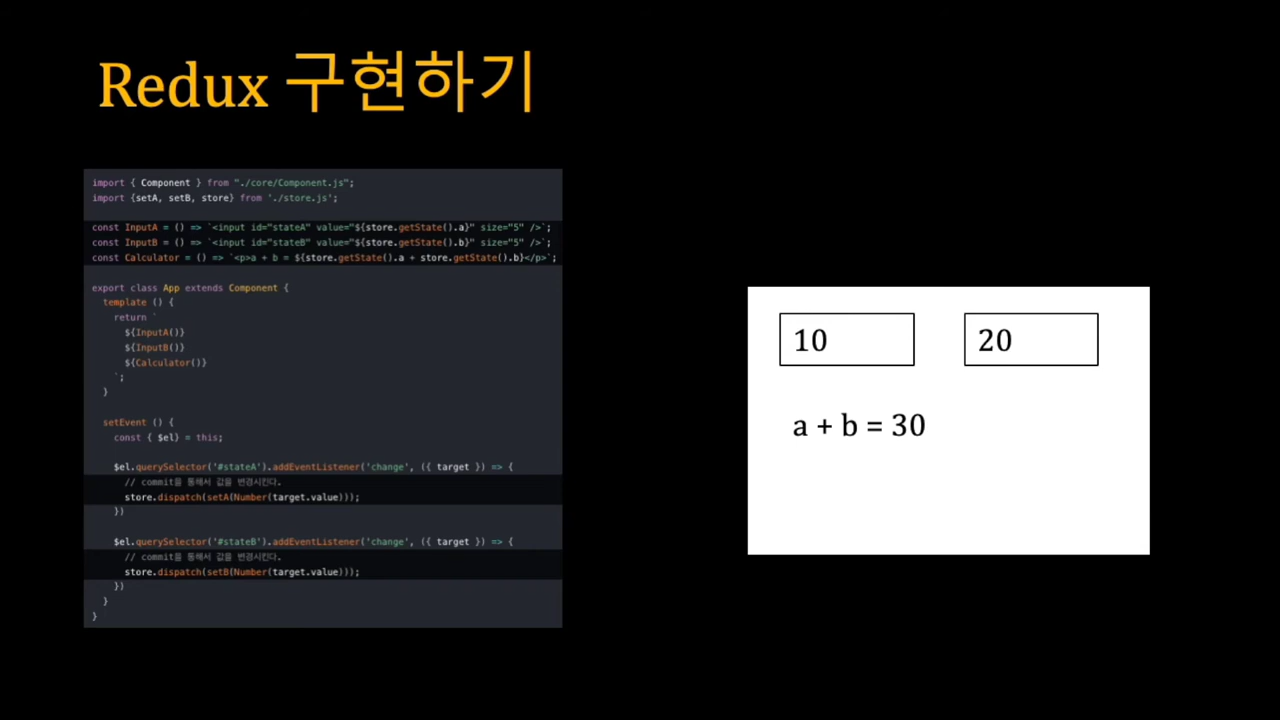 Redux 구현하기
import { Component } from "./core/Component.js";
import {setA, setB, store} from './store.js';
const InputA = () => `<input id="stateA" value="${store.getState().a}" size="5" />`;
const InputB = () => `<input id="stateB" value="${store.getState().b}" size="5" />`;
const Calculator = () => `<p>a + b = ${store.getState().a + store.getState().b}</p>`;
export class App extends Component {
template () {
return `
${InputA()}
${InputB()}
${Calculator()}
`;
}
setEvent () {
const { $el} = this;
$el.querySelector('#stateA').addEventListener('change', ({ target }) => {
// commit을 통해서 값을 변경시킨다.
store.dispatch(setA(Number(target.value)));
})
$el.querySelector('#stateB').addEventListener('change', ({ target }) => {
// commit을 통해서 값을 변경시킨다.
store.dispatch(setB(Number(target.value)));
})
}
}
10
20
a + b = 30